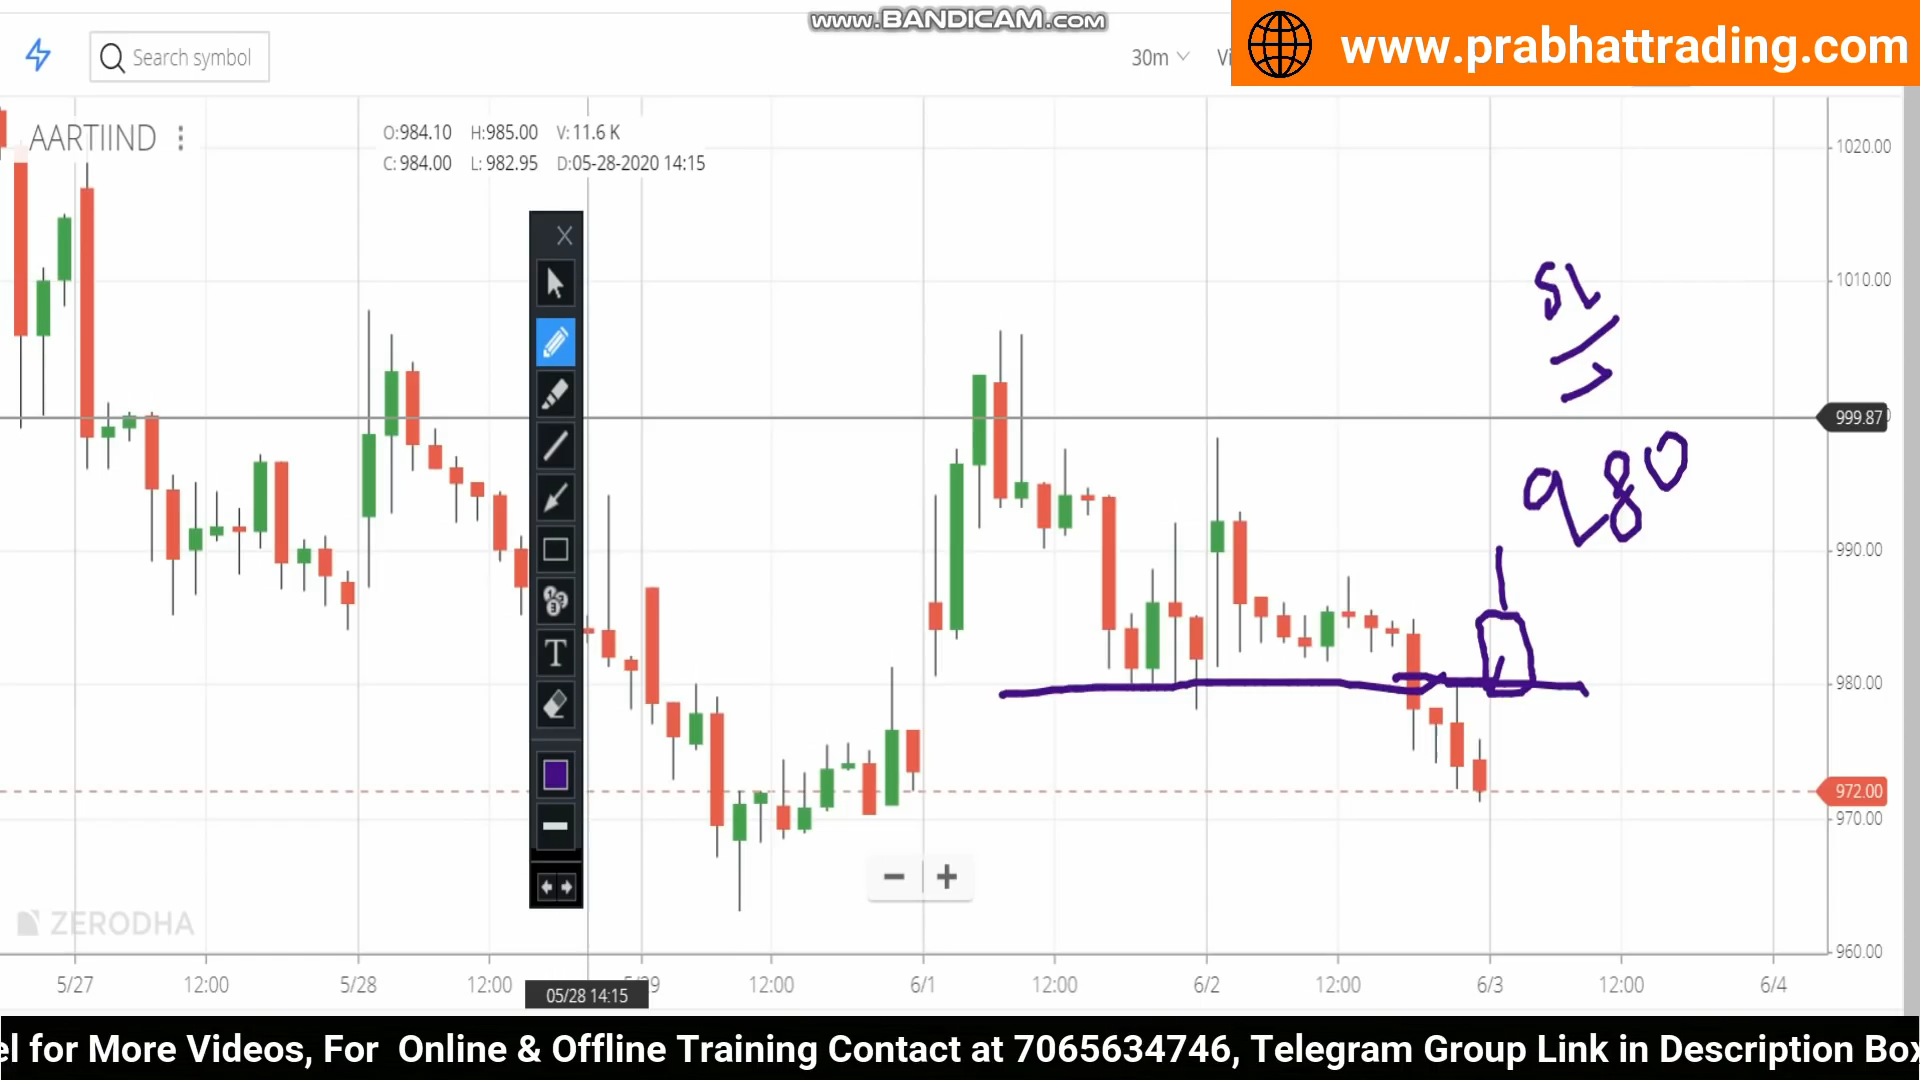 www.BANDICAM.com
www.prabhattrading.com
Search symbol
30m
AARTIIND
O:984.10 H:985.00 V:11.6 K
C:984.00 L:982.95 D:05-28-2020 14:15
1020.00
1010.00
SL
999.87
980
990.00
T
980.00
972.00
970.00
ZERODHA
960.00
5/27 12:00 5/28 12:00 05/28 14:15 12:00 6/1 12:00 6/2 12:00 6/3 12:00 6/4
for More Videos, For Online & Offline Training Contact at 7065634746, Telegram Group Link in Description Box